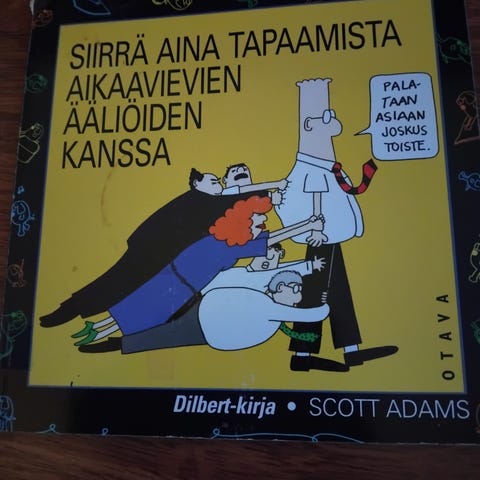 SIIRRÄ AINA TAPAAMISTA
AIKAAVIEVIEN
ÄÄLIÖIDEN
KANSSA
PALA-
TAAN
ASIAAN
JOSKUS
TOISTE.
OTAVA
Dilbert-kirja • SCOTT ADAMS